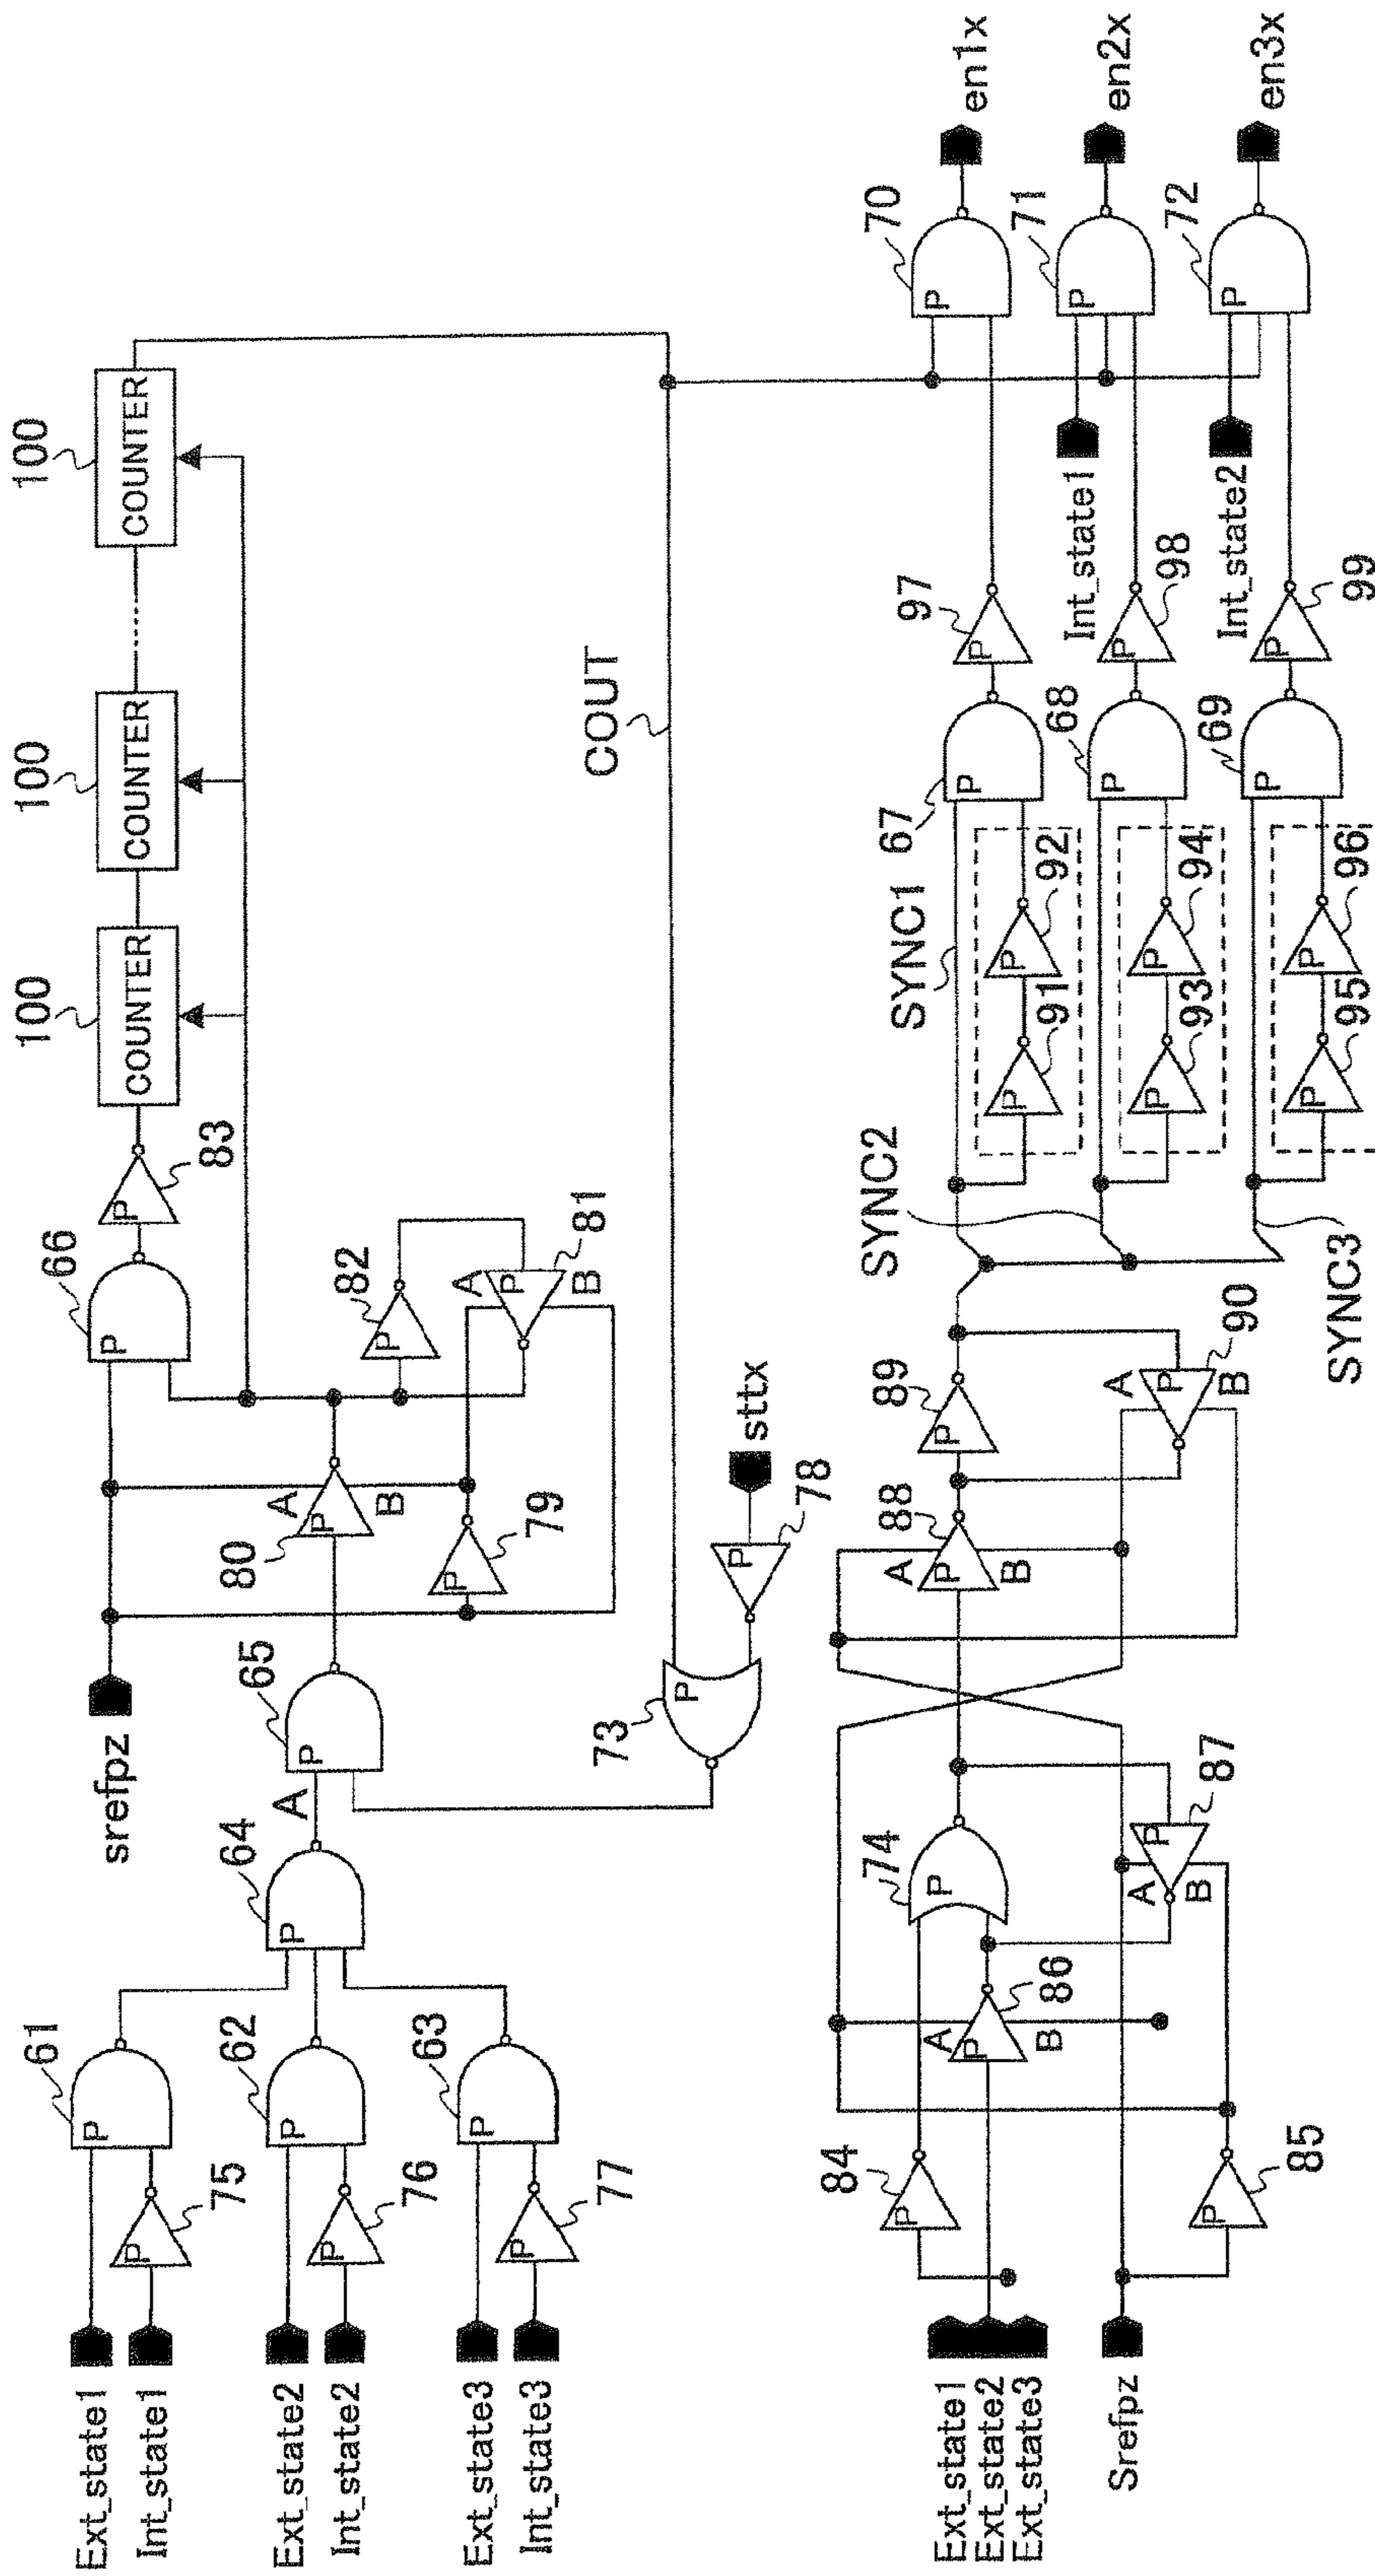 Ext_state1
Int_state1
Ext_state2
Int_state2
Ext_state3
Int_state3
61
P
75
P
62
P
76
P
63
P
77
P
64
P
A
65
P
srefpz
80
A
P
B
79
P
66
P
82
P
81
A
P
B
83
P
100
COUNTER
100
COUNTER
100
COUNTER
73
P
sttx
78
P
COUT
Ext_state1
Ext_state2
Ext_state3
Srefpz
84
P
85
P
86
A
P
B
74
P
87
A
P
B
88
A
P
B
89
P
90
A
P
B
SYNC1
SYNC2
SYNC3
91
P
92
P
93
P
94
P
95
P
96
P
67
P
68
P
69
P
97
P
98
P
99
P
Int_state1
Int_state2
70
P
71
P
72
P
en1x
en2x
en3x